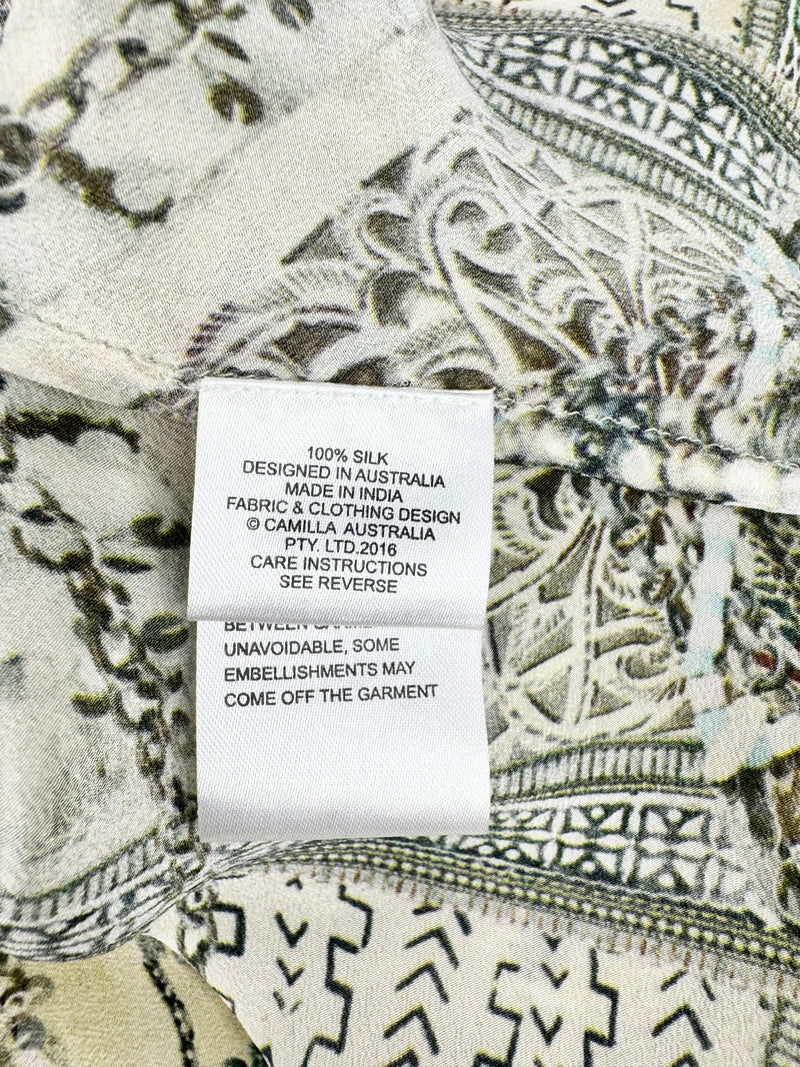 100% SILK
DESIGNED IN AUSTRALIA
MADE IN INDIA
FABRIC & CLOTHING DESIGN
© CAMILLA AUSTRALIA
PTY. LTD.2016
CARE INSTRUCTIONS
SEE REVERSE
BETWEEN
UNAVOIDABLE, SOME
EMBELLISHMENTS MAY
COME OFF THE GARMENT